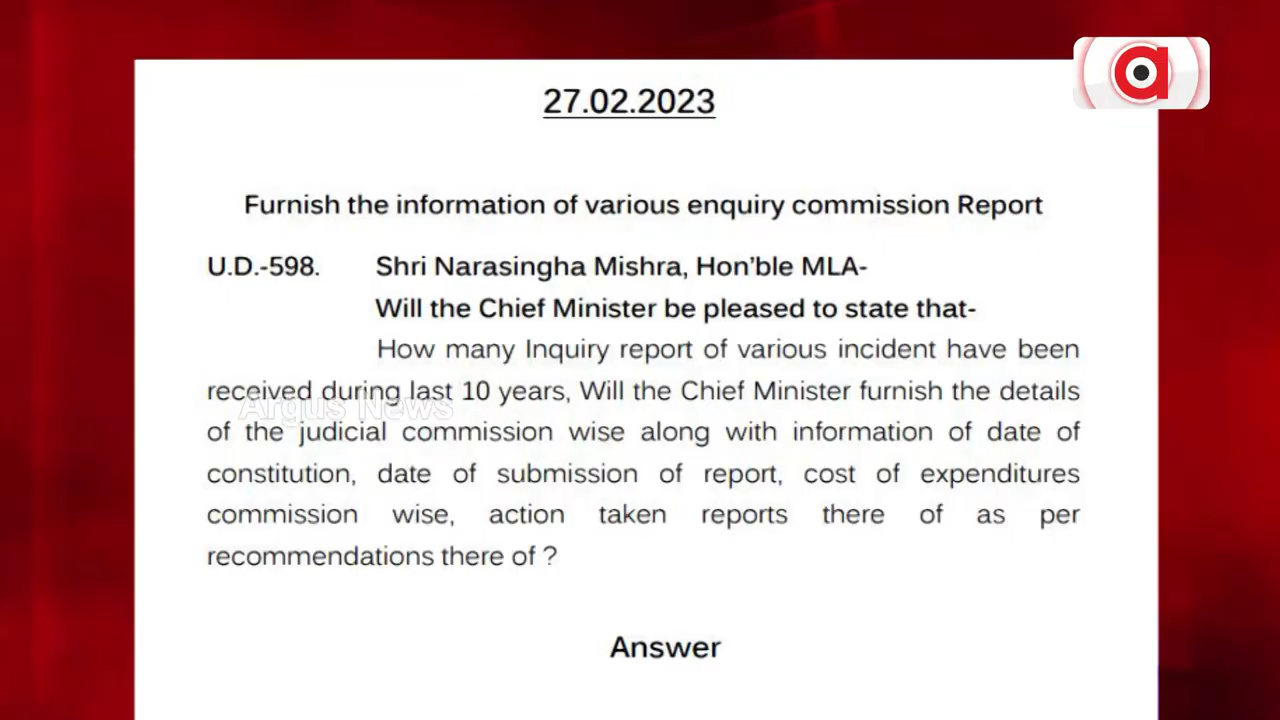 27.02.2023
Furnish the information of various enquiry commission Report
U.D.-598. Shri Narasingha Mishra, Hon'ble MLA-
Will the Chief Minister be pleased to state that-
How many Inquiry report of various incident have been
received during last 10 years, Will the Chief Minister furnish the details
Argus News
of the judicial commission wise along with information of date of
constitution, date of submission of report, cost of expenditures
commission wise, action taken reports there of as per
recommendations there of ?
Answer